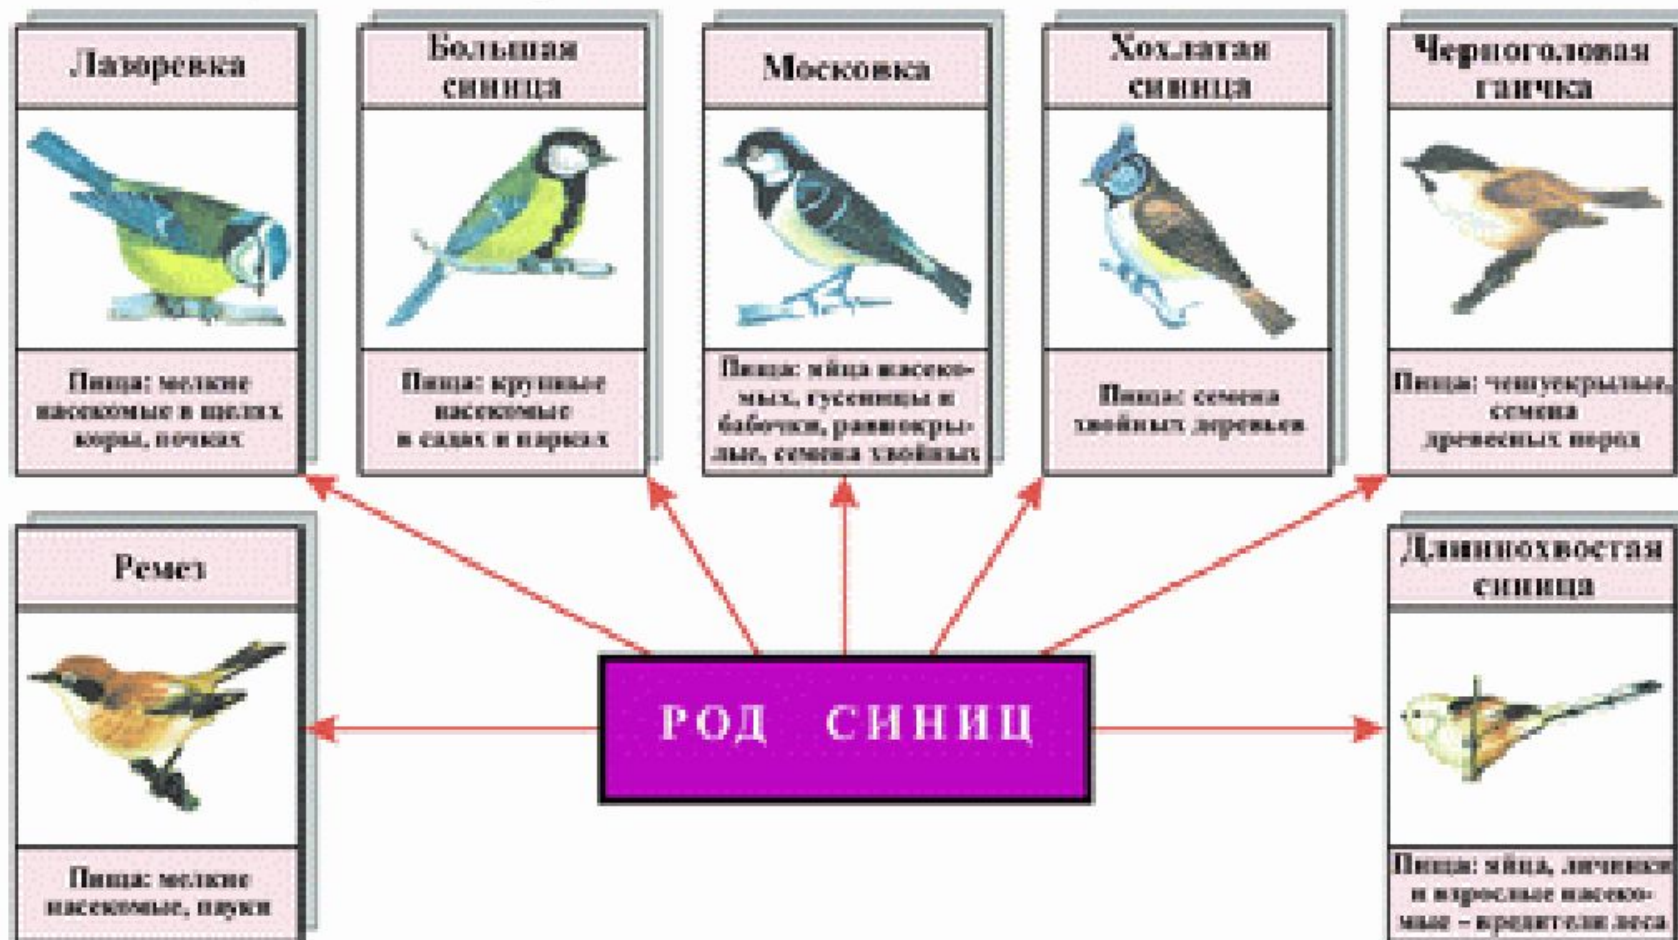 Лазоревка
Большая
синица
Московка
Хохлатая
синица
Черноголовая
гаичка
Пища: мелкие
насекомые в щелях
коры, почках
Пища: крупные
насекомые
в садах и парках
Пища: яйца насеко-
мых, гусеницы и
бабочки, равнокры-
лые, семена хвойных
Пища: семена
хвойных деревьев
Пища: чешуекрылые,
семена
древесных пород
Ремез
Длиннохвостая
синица
РОД СИНИЦ
Пища: мелкие
насекомые, пауки
Пища: яйца, личинки
и взрослые насеко-
мые – вредители леса